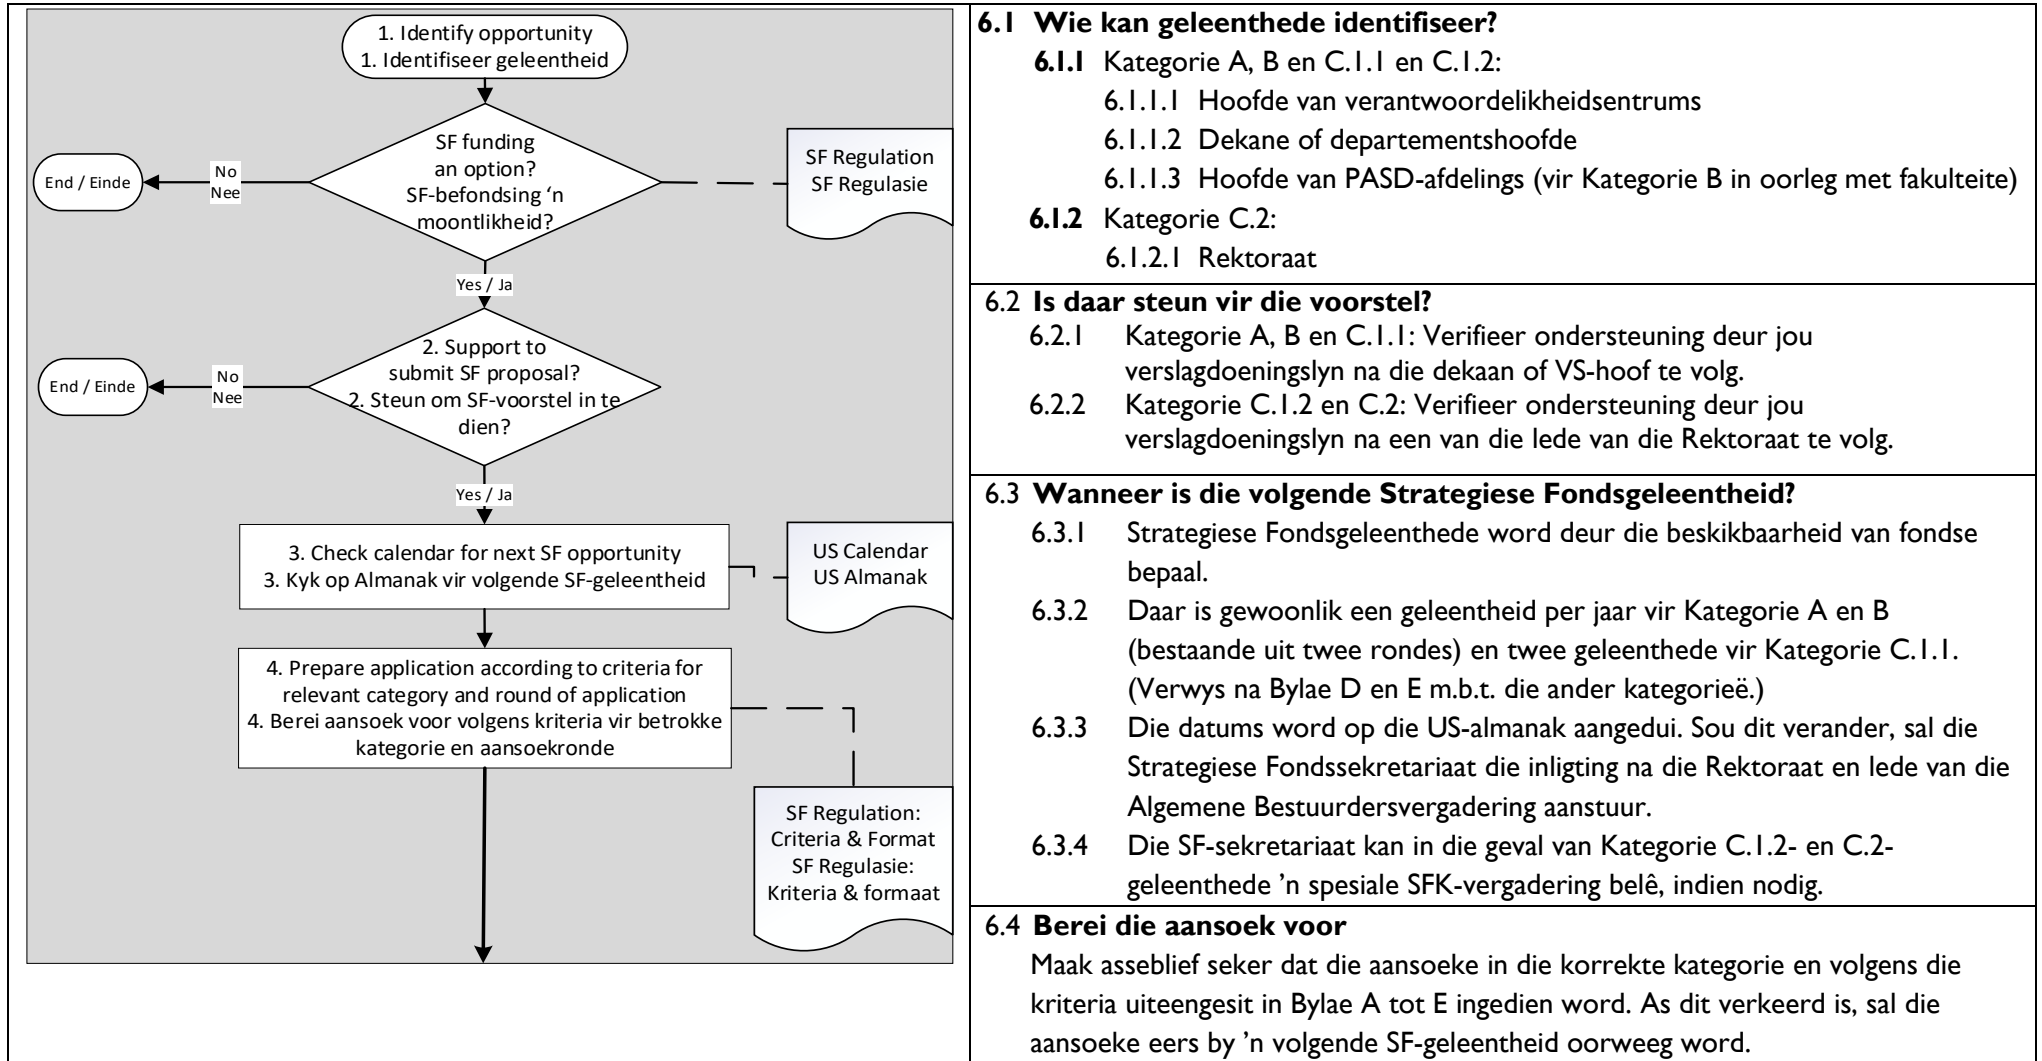 1. Identify opportunity
1. Identifiseer geleentheid
SF funding
an option?
SF-befondsing ‘n
moontlikheid?
No
Nee
End / Einde
SF Regulation
SF Regulasie
Yes / Ja
2. Support to
submit SF proposal?
2. Steun om SF-voorstel in te
dien?
No
Nee
End / Einde
Yes / Ja
3. Check calendar for next SF opportunity
3. Kyk op Almanak vir volgende SF-geleentheid
US Calendar
US Almanak
4. Prepare application according to criteria for
relevant category and round of application
4. Berei aansoek voor volgens kriteria vir betrokke
kategorie en aansoekronde
SF Regulation:
Criteria & Format
SF Regulasie:
Kriteria & formaat
6.1 Wie kan geleenthede identifiseer?
6.1.1 Kategorie A, B en C.1.1 en C.1.2:
6.1.1.1 Hoofde van verantwoordelikheidsentrums
6.1.1.2 Dekane of departementshoofde
6.1.1.3 Hoofde van PASD-afdelings (vir Kategorie B in oorleg met fakulteite)
6.1.2 Kategorie C.2:
6.1.2.1 Rektoraat
6.2 Is daar steun vir die voorstel?
6.2.1 Kategorie A, B en C.1.1: Verifieer ondersteuning deur jou
verslagdoeningslyn na die dekaan of VS-hoof te volg.
6.2.2 Kategorie C.1.2 en C.2: Verifieer ondersteuning deur jou
verslagdoeningslyn na een van die lede van die Rektoraat te volg.
6.3 Wanneer is die volgende Strategiese Fondsgeleentheid?
6.3.1 Strategiese Fondsgeleenthede word deur die beskikbaarheid van fondse
bepaal.
6.3.2 Daar is gewoonlik een geleentheid per jaar vir Kategorie A en B
(bestaande uit twee rondes) en twee geleenthede vir Kategorie C.1.1.
(Verwys na Bylae D en E m.b.t. die ander kategorieë.)
6.3.3 Die datums word op die US-almanak aangedui. Sou dit verander, sal die
Strategiese Fondssekretariaat die inligting na die Rektoraat en lede van die
Algemene Bestuurdersvergadering aanstuur.
6.3.4 Die SF-sekretariaat kan in die geval van Kategorie C.1.2- en C.2-
geleenthede ’n spesiale SFK-vergadering belê, indien nodig.
6.4 Berei die aansoek voor
Maak asseblief seker dat die aansoeke in die korrekte kategorie en volgens die
kriteria uiteengesit in Bylae A tot E ingedien word. As dit verkeerd is, sal die
aansoeke eers by ’n volgende SF-geleentheid oorweeg word.